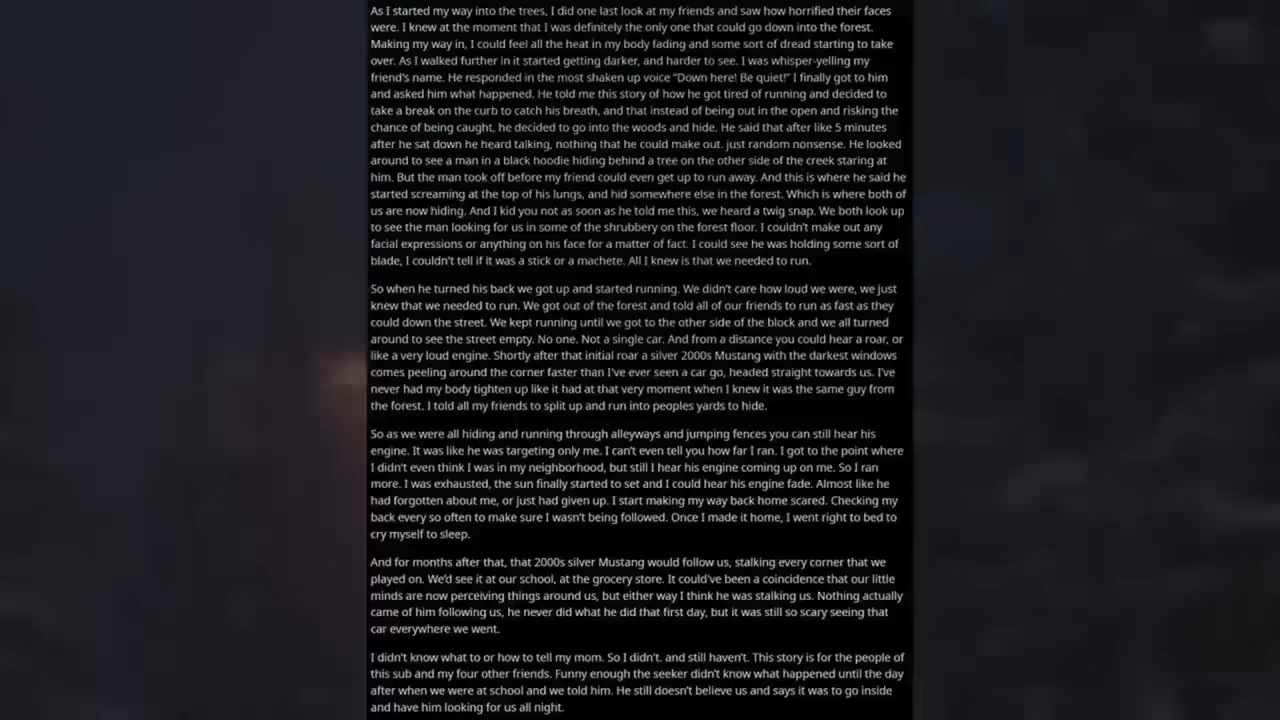 As I started my way into the trees, I did one last look at my friends and saw how horrified their faces
were. I knew at the moment that I was definitely the only one that could go down into the forest.
Making my way in, I could feel all the heat in my body fading and some sort of dread starting to take
over. As I walked further in it started getting darker, and harder to see. I was whisper-yelling my
friend's name. He responded in the most shaken up voice “Down here! Be quiet!” I finally got to him
and asked him what happened. He told me this story of how he got tired of running and decided to
take a break on the curb to catch his breath, and that instead of being out in the open and risking the
chance of being caught, he decided to go into the woods and hide. He said that after like 5 minutes
after he sat down he heard talking, nothing that he could make out. just random nonsense. He looked
around to see a man in a black hoodie hiding behind a tree on the other side of the creek staring at
him. But the man took off before my friend could even get up to run away. And this is where he said he
started screaming at the top of his lungs, and hid somewhere else in the forest. Which is where both of
us are now hiding. And I kid you not as soon as he told me this, we heard a twig snap. We both look up
to see the man looking for us in some of the shrubbery on the forest floor. I couldn't make out any
facial expressions or anything on his face for a matter of fact. I could see he was holding some sort of
blade, I couldn't tell if it was a stick or a machete. All I knew is that we needed to run.
So when he turned his back we got up and started running. We didn't care how loud we were, we just
knew that we needed to run. We got out of the forest and told all of our friends to run as fast as they
could down the street. We kept running until we got to the other side of the block and we all turned
around to see the street empty. No one. Not a single car. And from a distance you could hear a roar, or
like a very loud engine. Shortly after that initial roar a silver 2000s Mustang with the darkest windows
comes peeling around the corner faster than I've ever seen a car go, headed straight towards us. I've
never had my body tighten up like it had at that very moment when I knew it was the same guy from
the forest. I told all my friends to split up and run into peoples yards to hide.
So as we were all hiding and running through alleyways and jumping fences you can still hear his
engine. It was like he was targeting only me. I can't even tell you how far I ran. I got to the point where
I didn't even think I was in my neighborhood, but still I hear his engine coming up on me. So I ran
more. I was exhausted, the sun finally started to set and I could hear his engine fade. Almost like he
had forgotten about me, or just had given up. I start making my way back home scared. Checking my
back every so often to make sure I wasn't being followed. Once I made it home, I went right to bed to
cry myself to sleep.
And for months after that, that 2000s silver Mustang would follow us, stalking every corner that we
played on. We'd see it at our school, at the grocery store. It could've been a coincidence that our little
minds are now perceiving things around us, but either way I think he was stalking us. Nothing actually
came of him following us, he never did what he did that first day, but it was still so scary seeing that
car everywhere we went.
I didn't know what to or how to tell my mom. So I didn't. and still haven't. This story is for the people of
this sub and my four other friends. Funny enough the seeker didn't know what happened until the day
after when we were at school and we told him. He still doesn't believe us and says it was to go inside
and have him looking for us all night.